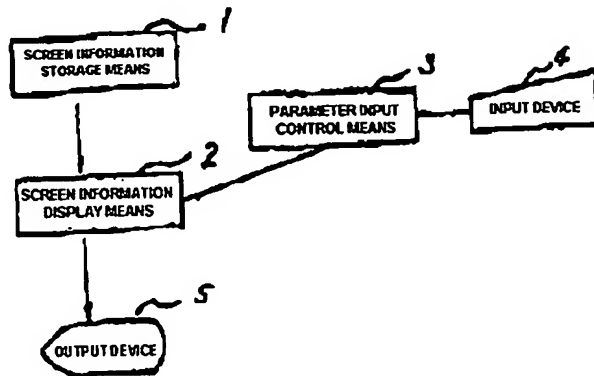 1
SCREEN INFORMATION
STORAGE MEANS
3
4
PARAMETER INPUT
CONTROL MEANS
INPUT DEVICE
2
SCREEN INFORMATION
DISPLAY MEANS
5
OUTPUT DEVICE